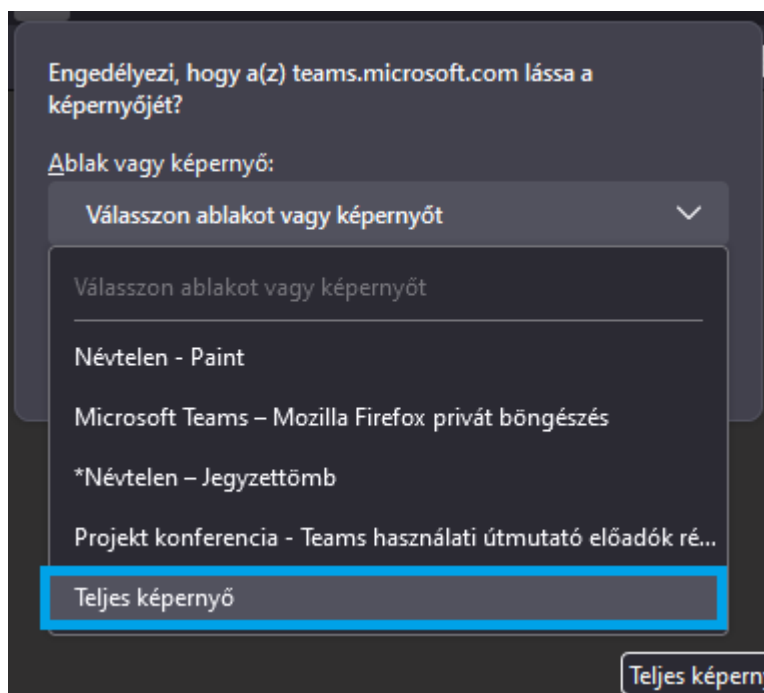 Engedélyezi, hogy a(z) teams.microsoft.com lássa a
képernyőjét?
Ablak vagy képernyő:
Válasszon ablakot vagy képernyőt
Válasszon ablakot vagy képernyőt
Névtelen - Paint
Microsoft Teams – Mozilla Firefox privát böngészés
*Névtelen – Jegyzettömb
Projekt konferencia - Teams használati útmutató előadók ré...
Teljes képernyő
Teljes képern